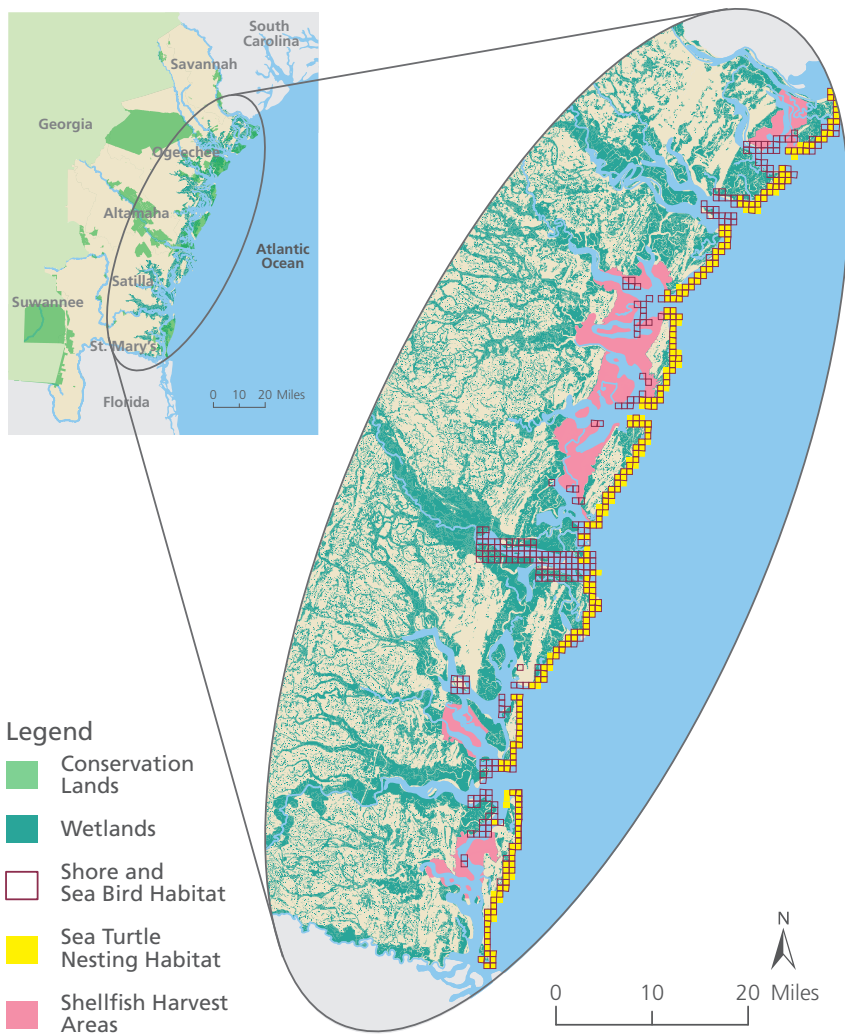 South
Carolina
Savannah
Georgia
Ogeechee
Altamaha
Atlantic
Ocean
Satilla
Suwannee
St. Mary's
Florida
0 10 20 Miles
Legend
Conservation
Lands
Wetlands
Shore and
Sea Bird Habitat
Sea Turtle
Nesting Habitat
Shellfish Harvest
Areas
N
0 10 20 Miles